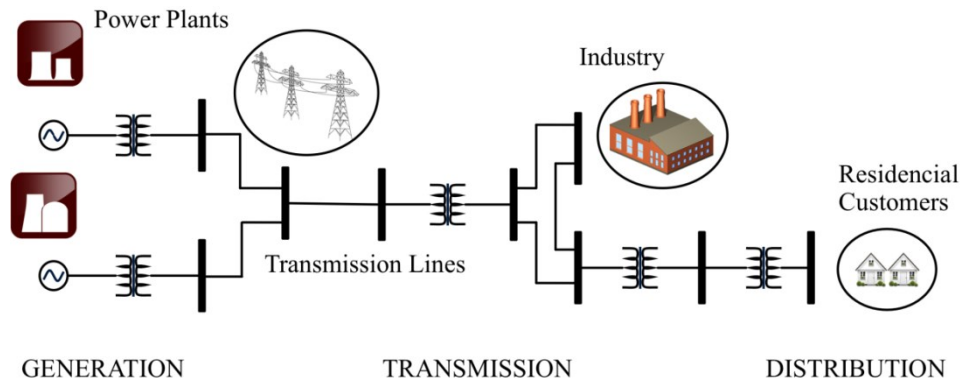 Power Plants
Industry
Residencial
Customers
Transmission Lines
GENERATION
TRANSMISSION
DISTRIBUTION